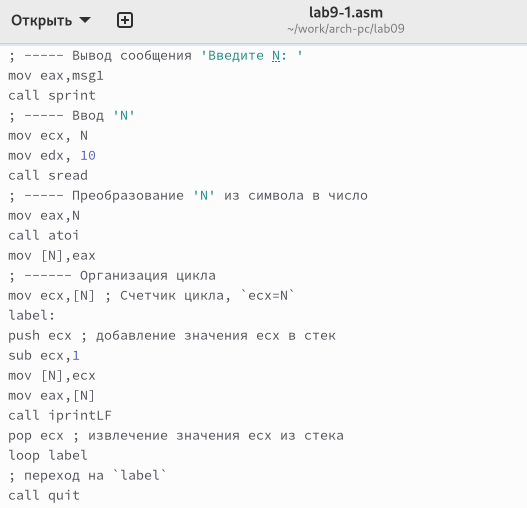 Открыть
lab9-1.asm
~/work/arch-pc/lab09
; ----- Вывод сообщения 'Введите N: '
mov eax,msg1
call sprint
; ----- Ввод 'N'
mov ecx, N
mov edx, 10
call sread
; ----- Преобразование 'N' из символа в число
mov eax,N
call atoi
mov [N],eax
; ------ Организация цикла
mov ecx,[N] ; Счетчик цикла, `ecx=N`
label:
push ecx ; добавление значения ecx в стек
sub ecx,1
mov [N],ecx
mov eax,[N]
call iprintLF
pop ecx ; извлечение значения ecx из стека
loop label
; переход на `label`
call quit